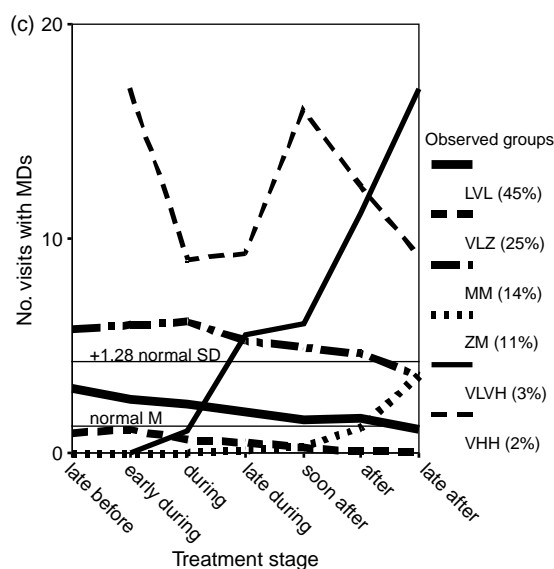 (c)
20
10
0
No. visits with MDs
+1.28 normal SD
normal M
late before
early during
during
late during
soon after
after
late after
Treatment stage
Observed groups
LVL (45%)
VLZ (25%)
MM (14%)
ZM (11%)
VLVH (3%)
VHH (2%)